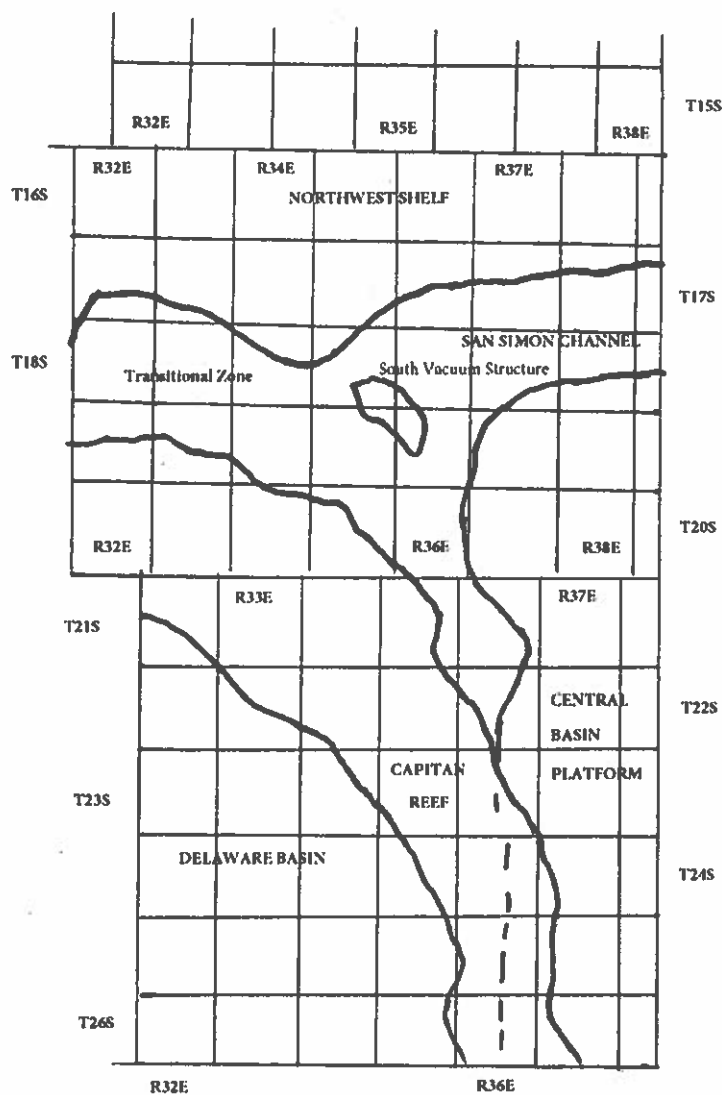 T15S
R32E R35E R38E
R32E R34E R37E
T16S
NORTHWEST SHELF
T17S
SAN SIMON CHANNEL
T18S
Transitional Zone
South Vacuum Structure
T20S
R32E R36E R38E
R33E R37E
T21S
CENTRAL
BASIN
PLATFORM
T22S
CAPITAN
REEF
T23S
DELAWARE BASIN
T24S
T26S
R32E R36E